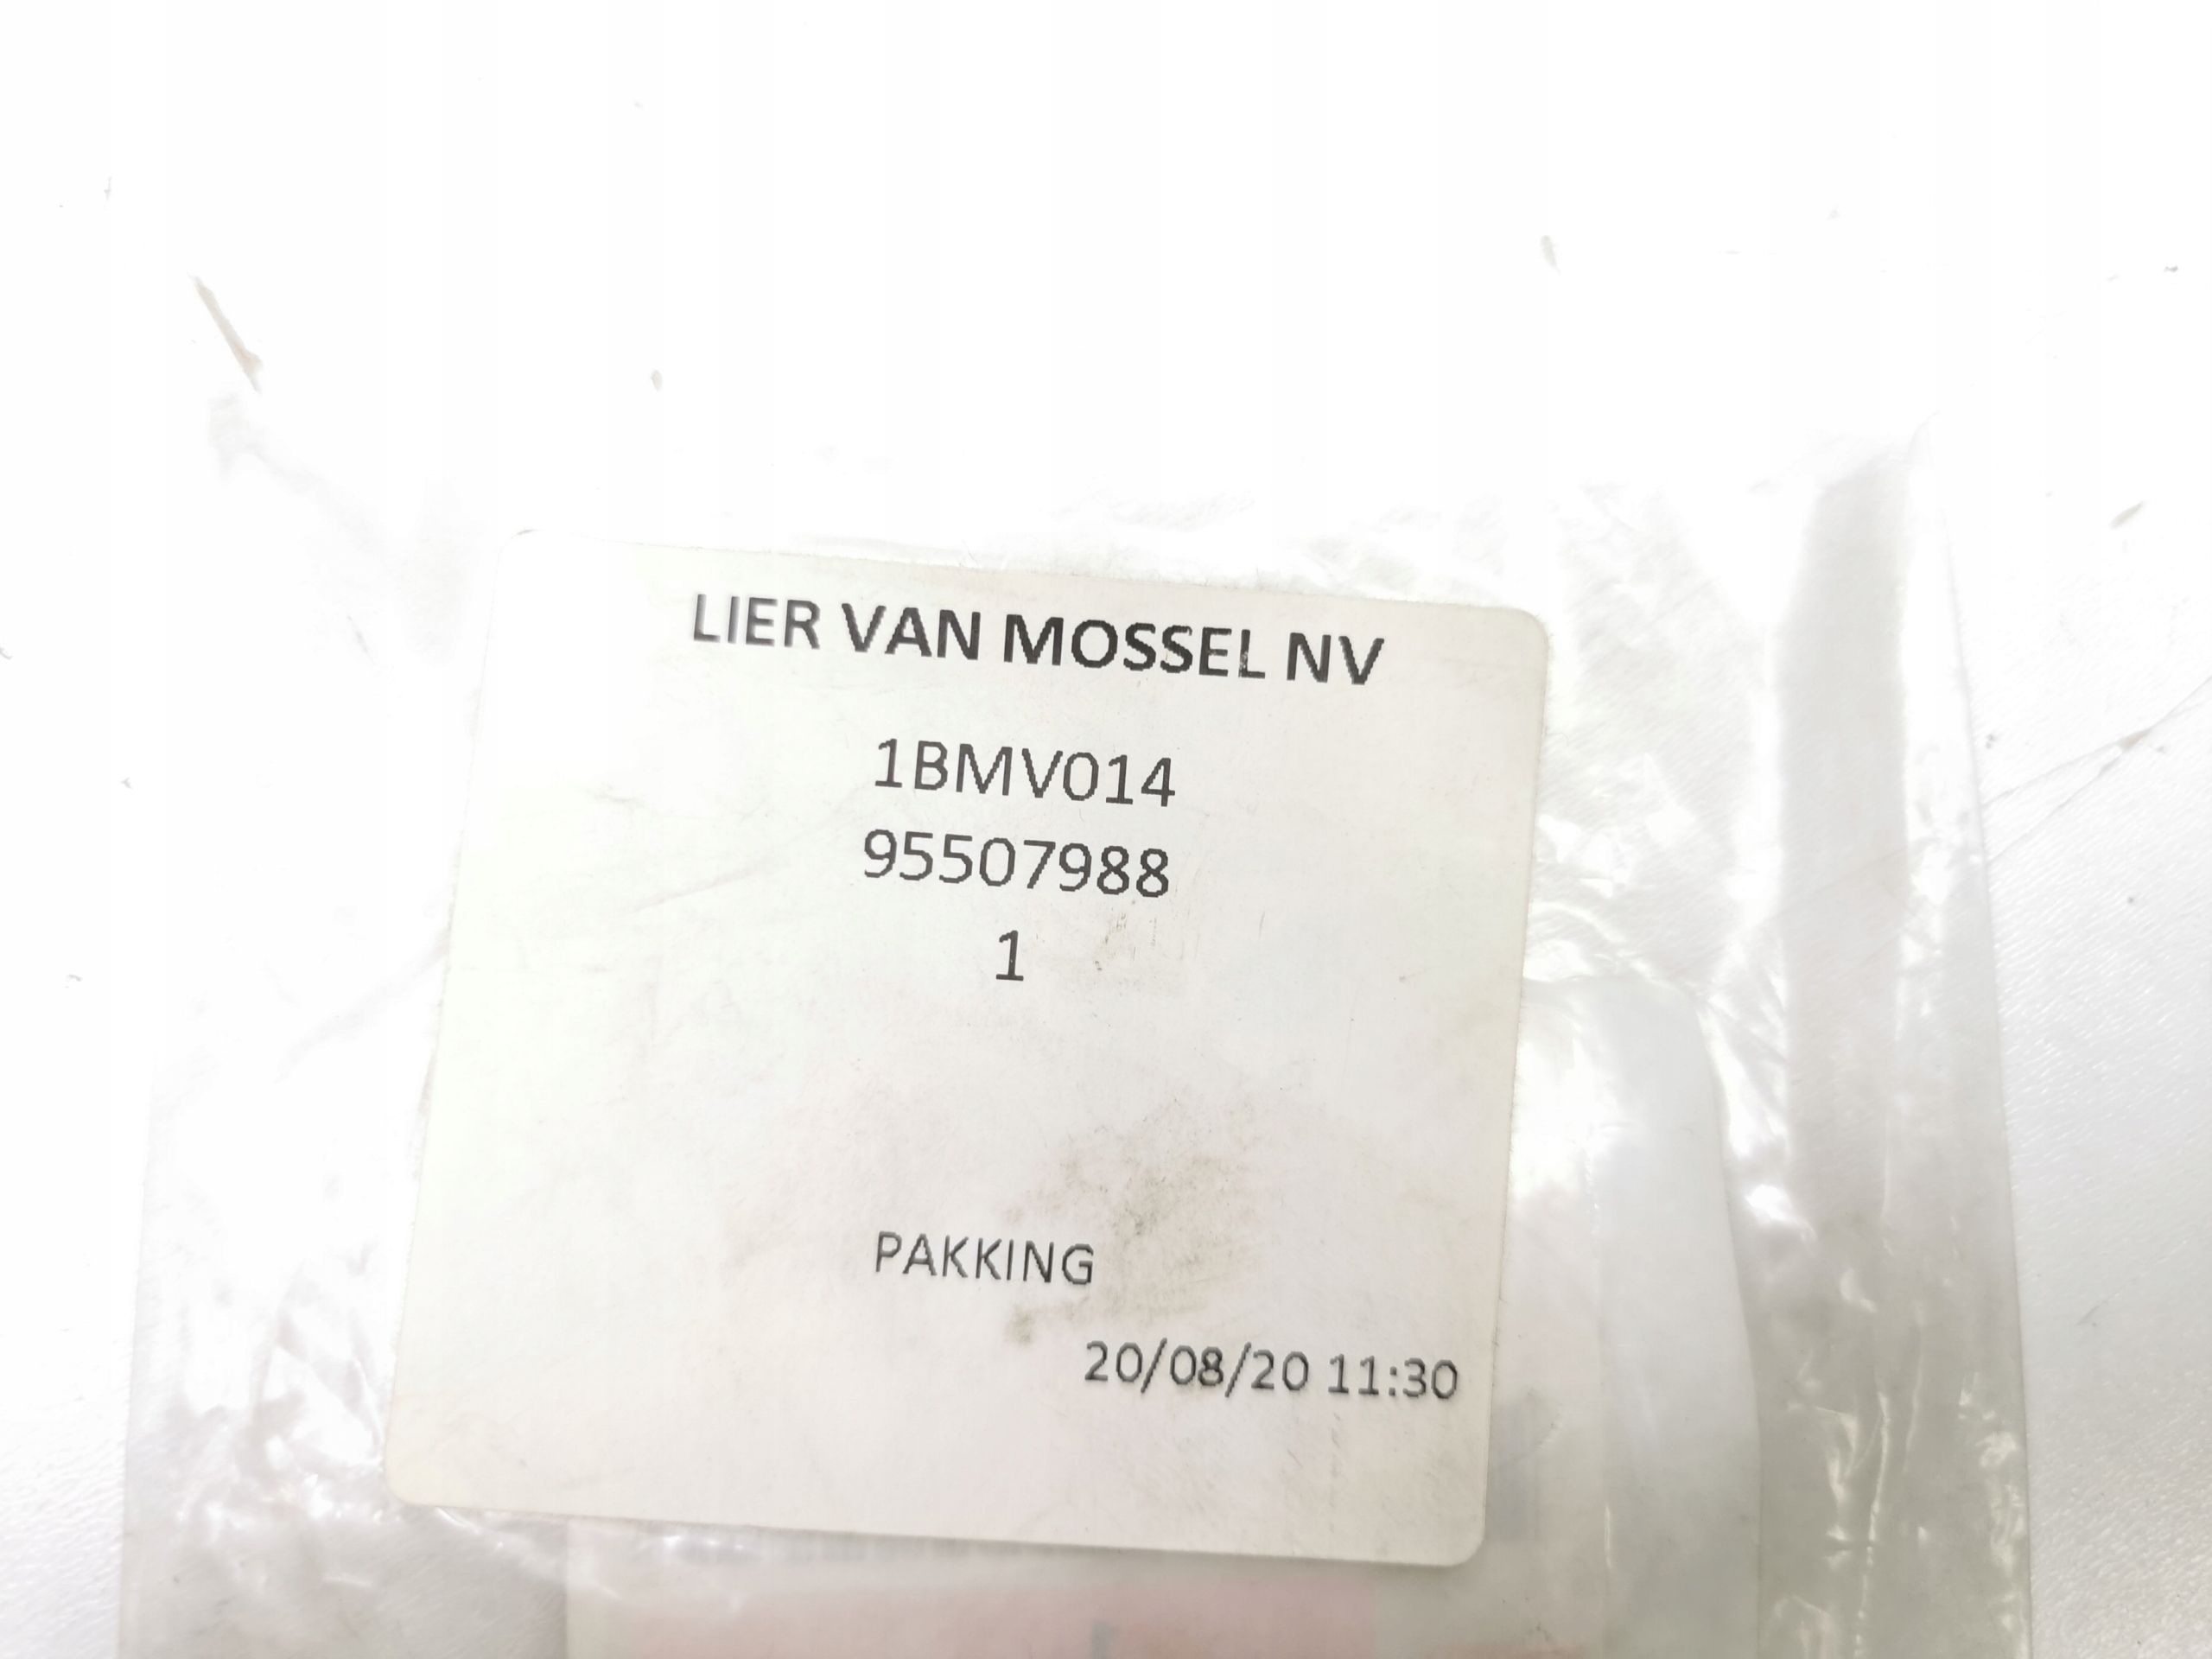 LIER VAN MOSSEL NV
1BMV014
95507988
1
PAKKING
20/08/20 11:30